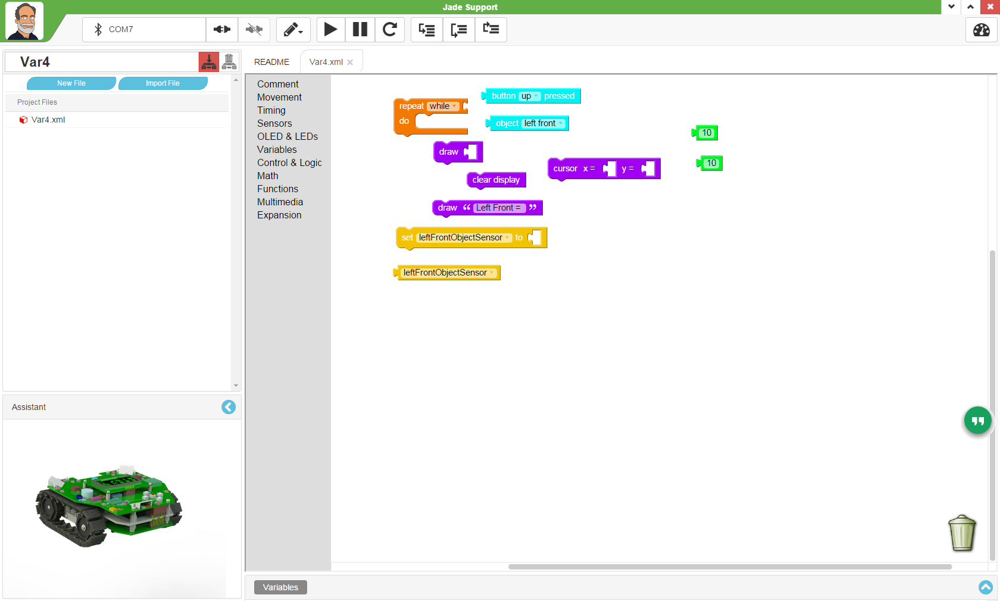 Jade Support
COM7
Var4
New File
Import File
Project Files
Var4.xml
Assistant
README
Var4.xml
Comment
Movement
Timing
Sensors
OLED & LEDs
Variables
Control & Logic
Math
Functions
Multimedia
Expansion
repeat while
do
button up pressed
object left front
10
10
draw
cursor x = y =
clear display
draw “ Left Front = ”
set leftFrontObjectSensor to
leftFrontObjectSensor
Variables